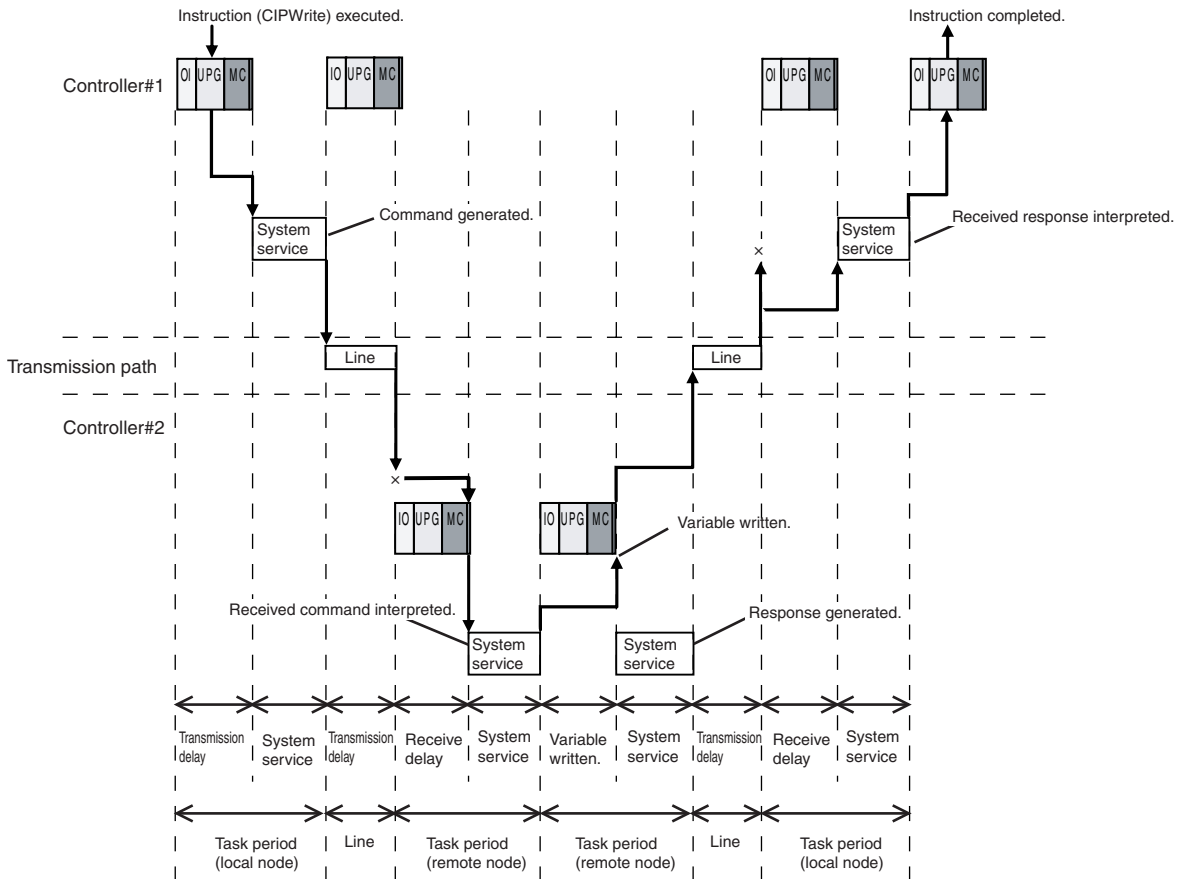 Instruction (CIPWrite) executed.
Instruction completed.
Controller#1
OI UPG MC
IO UPG MC
OI UPG MC
OI UPG MC
Command generated.
System
service
System
service
Received response interpreted.
×
Transmission path
Line
Line
Controller#2
×
IO UPG MC
IO UPG MC
Variable written.
Received command interpreted.
Response generated.
System
service
System
service
Transmission
delay
System
service
Transmission
delay
Receive
delay
System
service
Variable
written.
System
service
Transmission
delay
Receive
delay
System
service
Task period
(local node)
Line
Task period
(remote node)
Task period
(remote node)
Line
Task period
(local node)